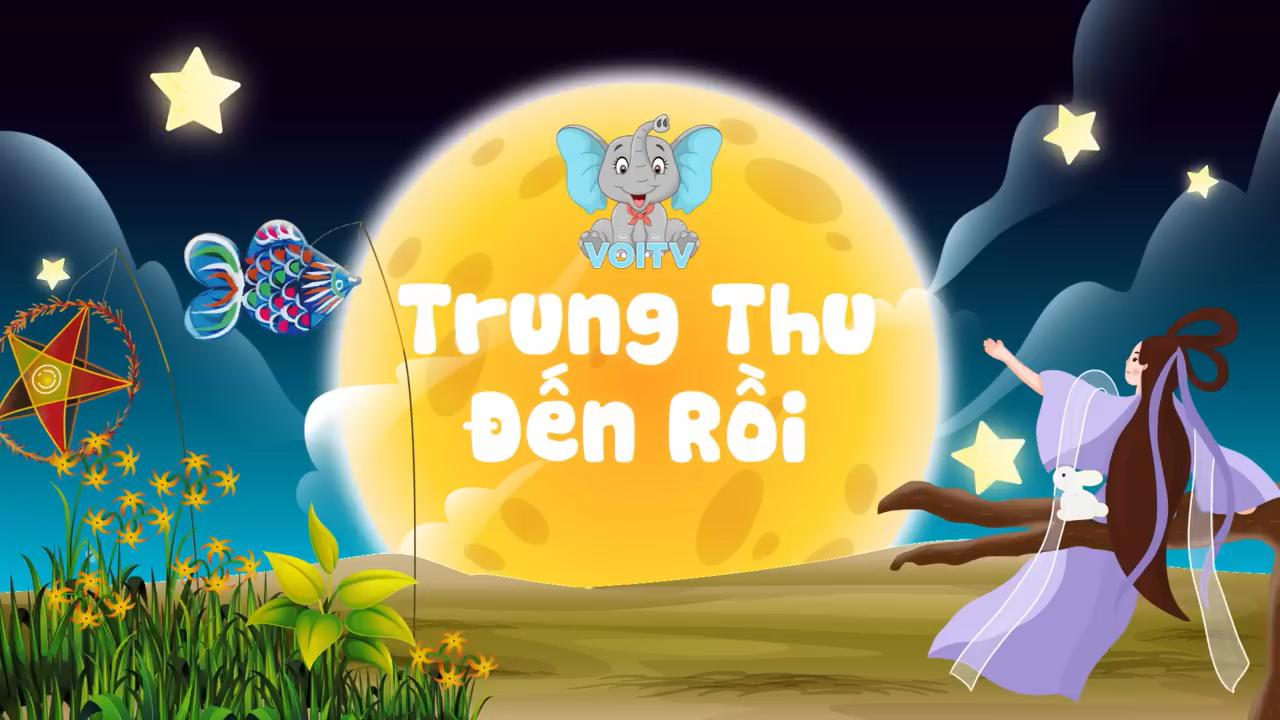 VOITV
Trung Thu
Đến Rồi